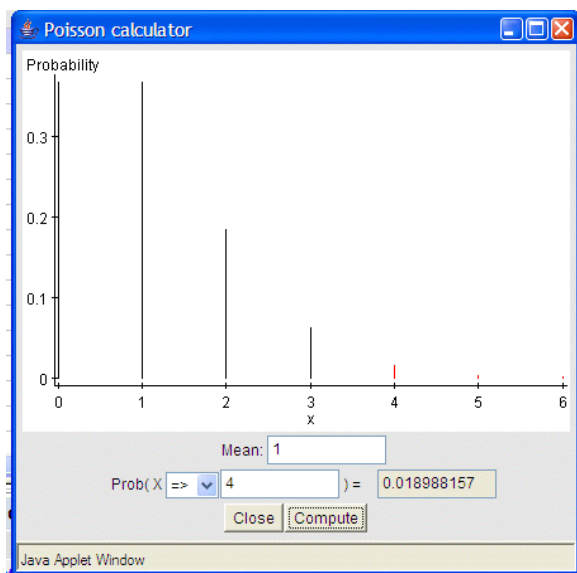 Poisson calculator
Probability
0.3
0.2
0.1
0
0 1 2 3 4 5 6
x
Mean: 1
Prob( X => 4 ) = 0.018988157
Close Compute
Java Applet Window